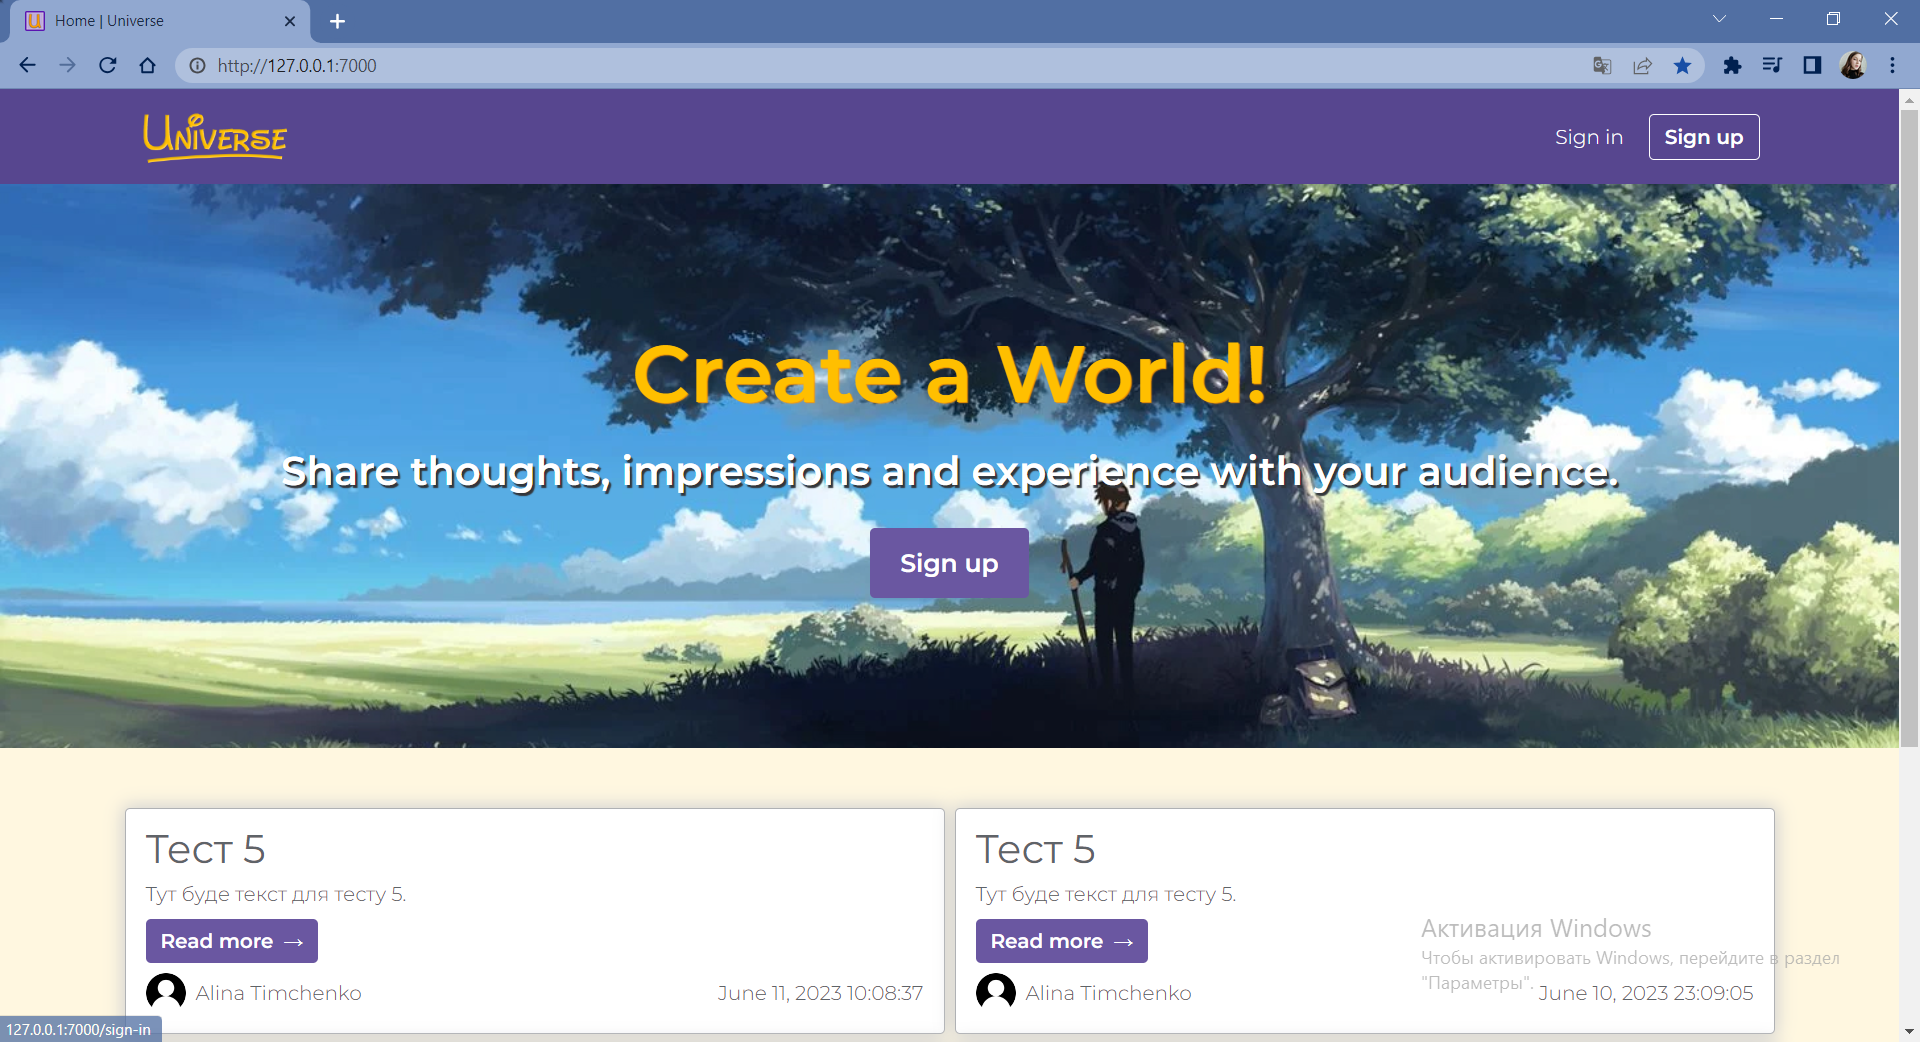 Home | Universe
http://127.0.0.1:7000
UNIVERSE
Sign in
Sign up
Create a World!
Share thoughts, impressions and experience with your audience.
Sign up
Тест 5
Тут буде текст для тесту 5.
Read more →
Alina Timchenko
June 11, 2023 10:08:37
Тест 5
Тут буде текст для тесту 5.
Read more →
Alina Timchenko
June 10, 2023 23:09:05
Активация Windows
Чтобы активировать Windows, перейдите в раздел
"Параметры".
127.0.0.1:7000/sign-in